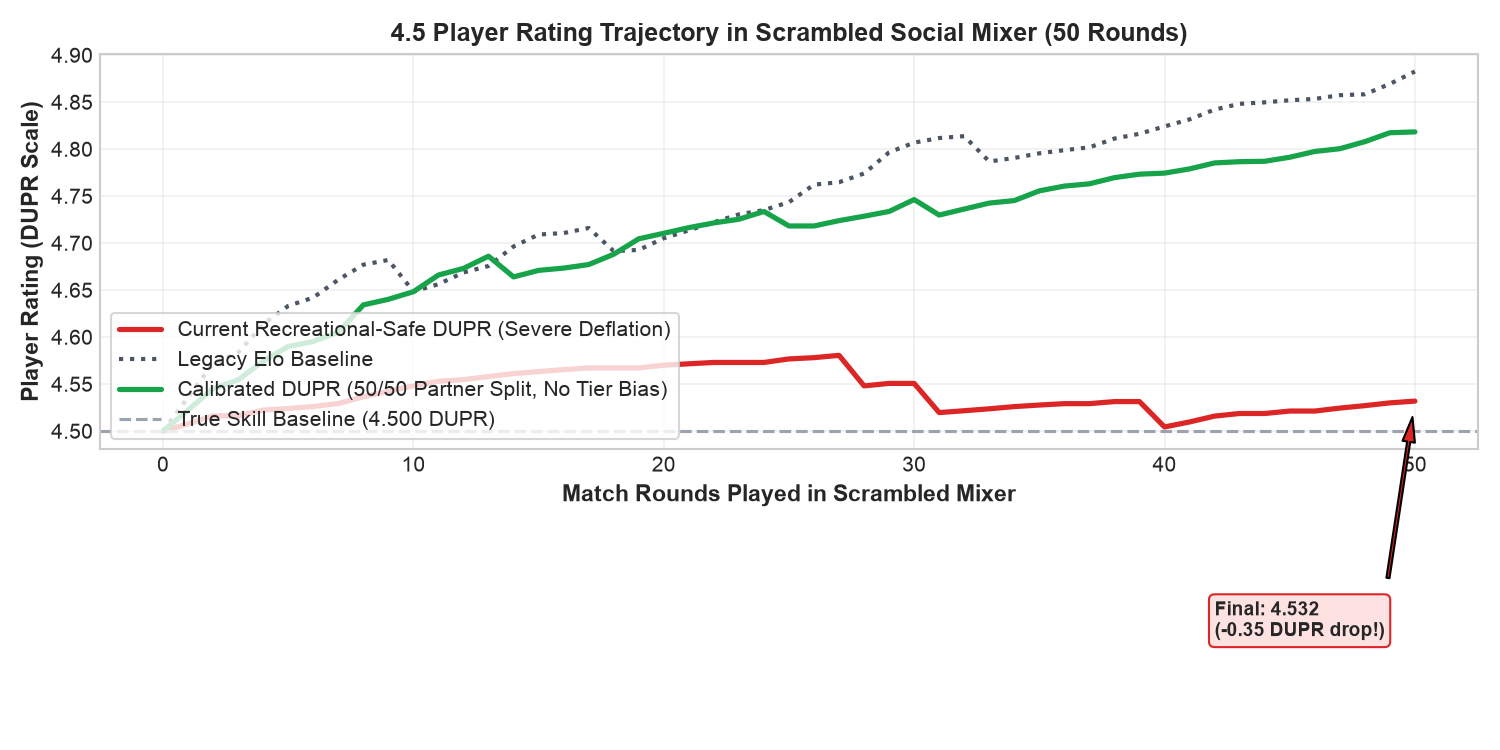 4.5 Player Rating Trajectory in Scrambled Social Mixer (50 Rounds)
Player Rating (DUPR Scale)
4.90
4.85
4.80
4.75
4.70
4.65
4.60
4.55
4.50
Current Recreational-Safe DUPR (Severe Deflation)
Legacy Elo Baseline
Calibrated DUPR (50/50 Partner Split, No Tier Bias)
True Skill Baseline (4.500 DUPR)
0 10 20 30 40 50
Match Rounds Played in Scrambled Mixer
Final: 4.532
(-0.35 DUPR drop!)